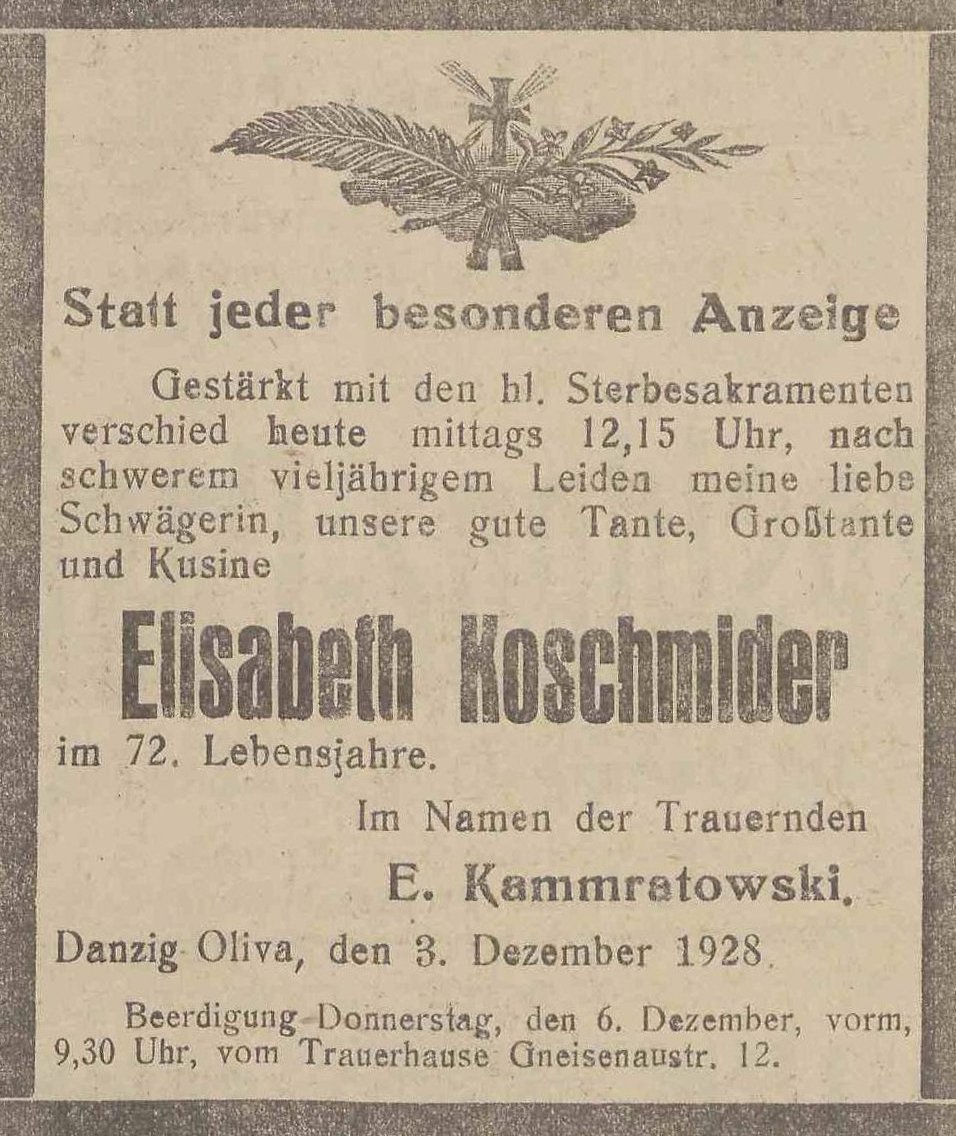 Statt jeder besonderen Anzeige
Gestärkt mit den hl. Sterbesakramenten
verschied heute mittags 12,15 Uhr, nach
schwerem vieljährigem Leiden meine liebe
Schwägerin, unsere gute Tante, Großtante
und Kusine
Elisabeth Koschmider
im 72. Lebensjahre.
Im Namen der Trauernden
E. Kammratowski.
Danzig-Oliva, den 3. Dezember 1928.
Beerdigung Donnerstag, den 6. Dezember, vorm,
9,30 Uhr, vom Trauerhause Gneisenaustr. 12.